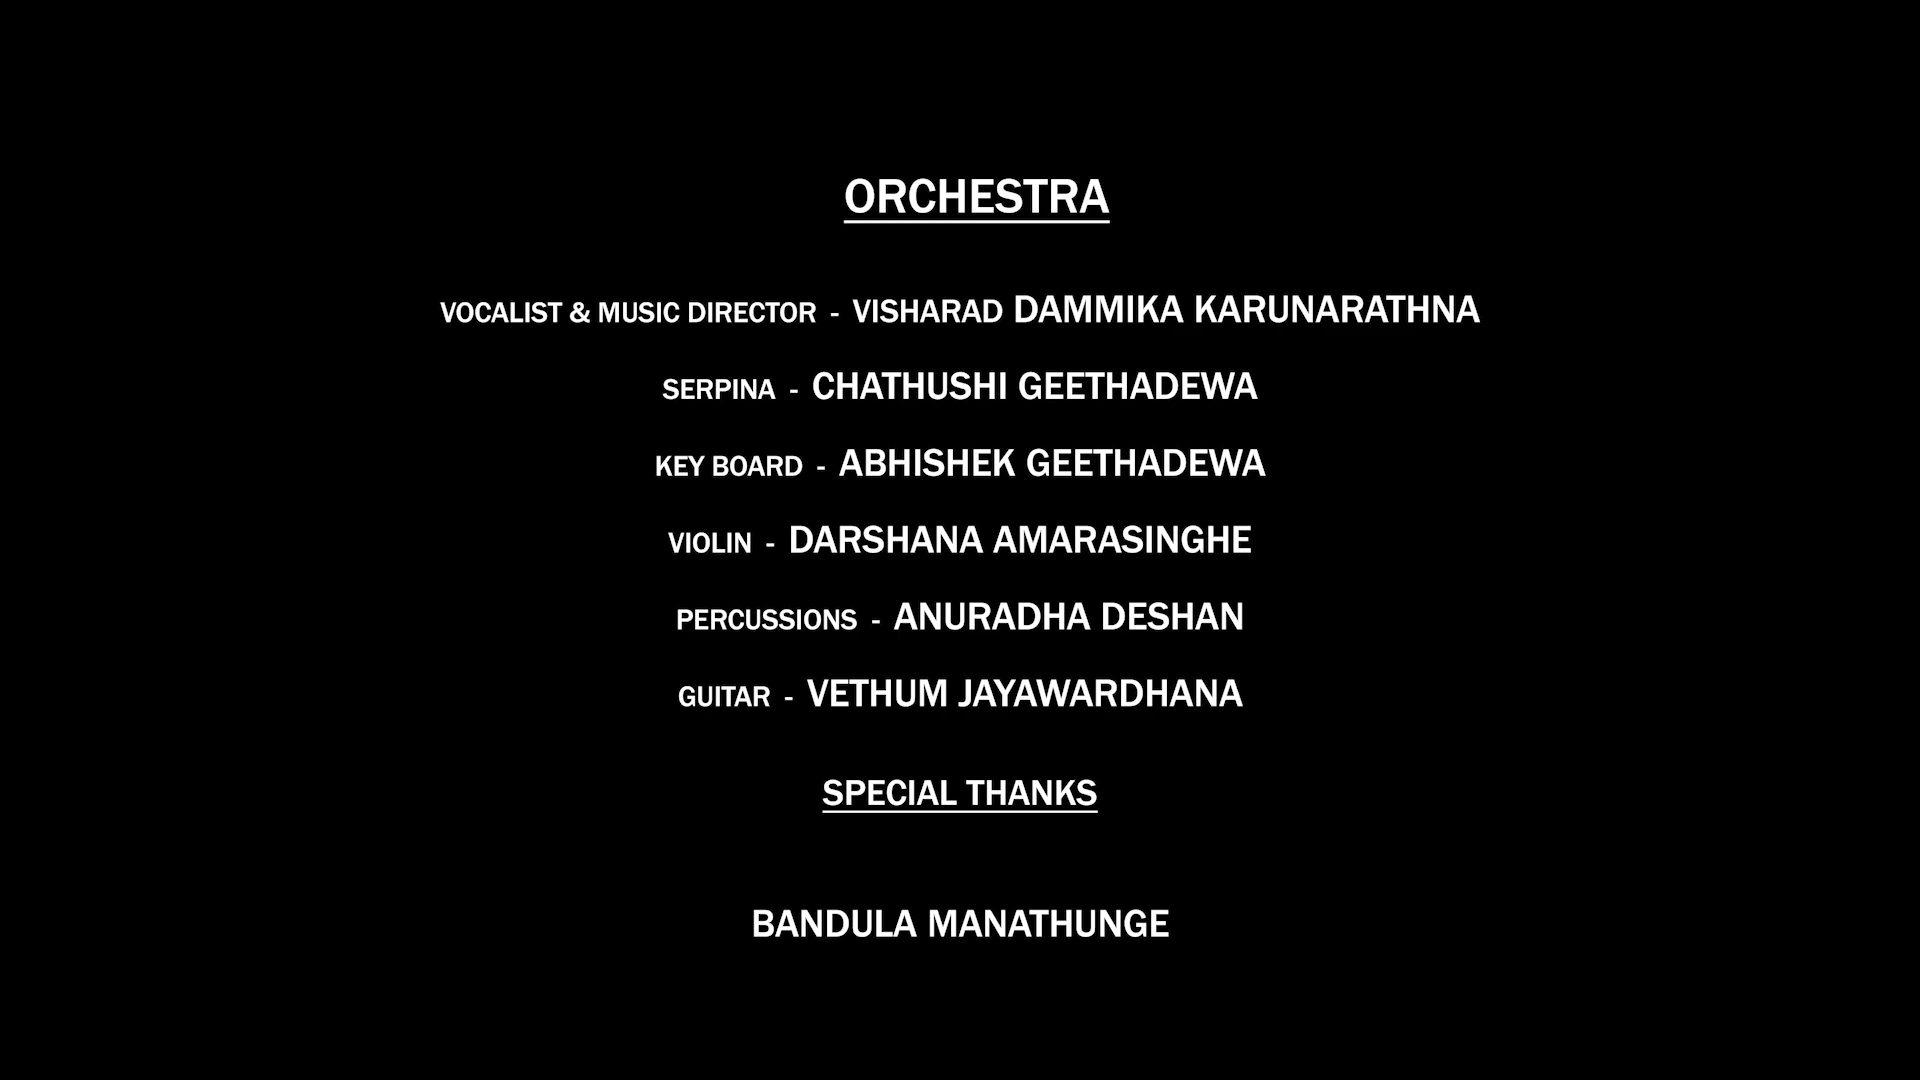 ORCHESTRA
VOCALIST & MUSIC DIRECTOR - VISHARAD DAMMIKA KARUNARATHNA
SERPINA - CHATHUSHI GEETHADEWA
KEY BOARD - ABHISHEK GEETHADEWA
VIOLIN - DARSHANA AMARASINGHE
PERCUSSIONS - ANURADHA DESHAN
GUITAR - VETHUM JAYAWARDHANA
SPECIAL THANKS
BANDULA MANATHUNGE